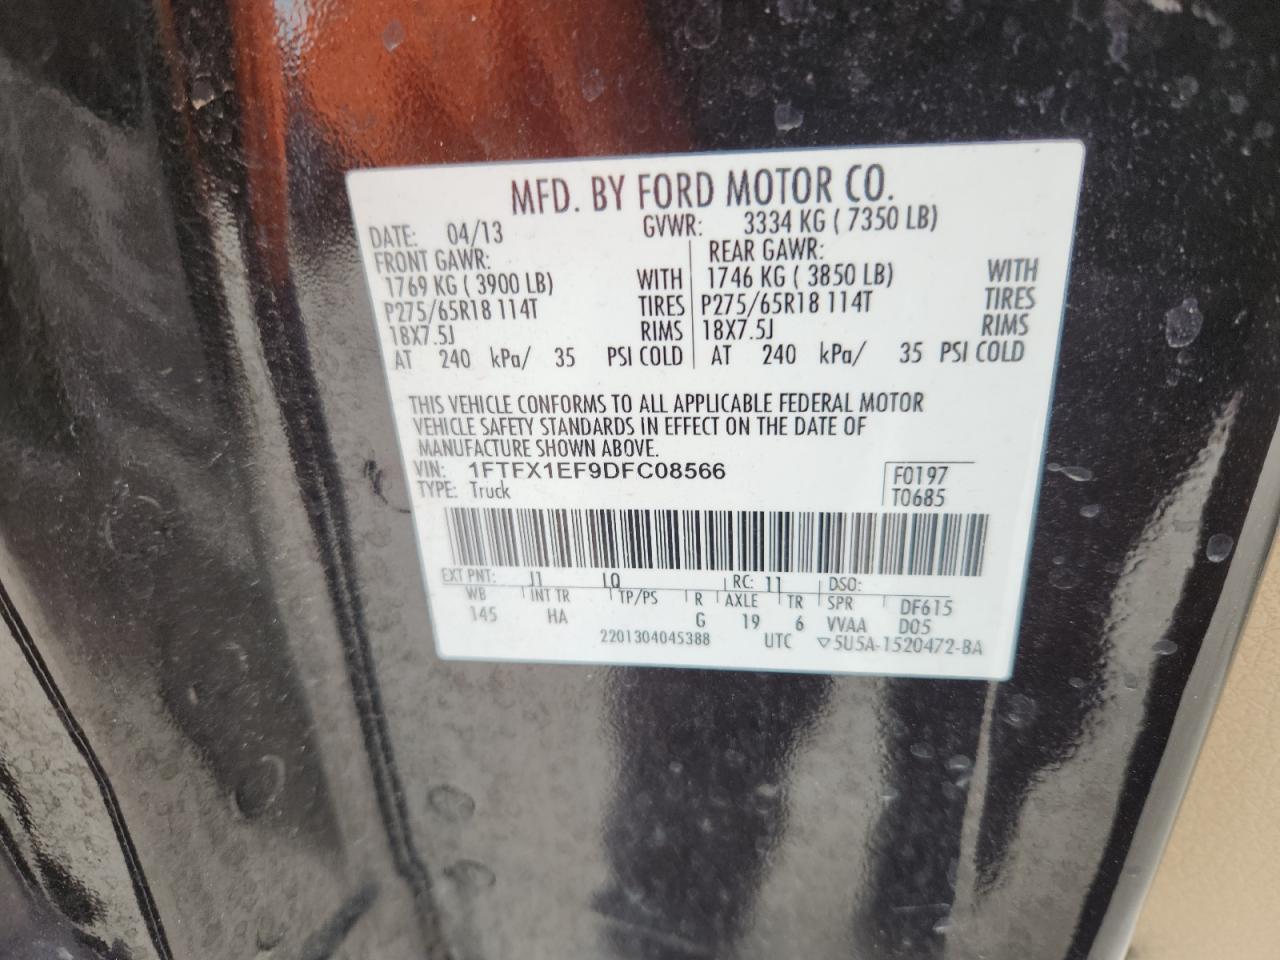 MFD. BY FORD MOTOR CO.
DATE: 04/13 GVWR: 3334 KG ( 7350 LB)
FRONT GAWR: REAR GAWR:
1769 KG ( 3900 LB) WITH 1746 KG ( 3850 LB) WITH
P275/65R18 114T TIRES P275/65R18 114T TIRES
18X7.5J RIMS 18X7.5J RIMS
AT 240 kPa/ 35 PSI COLD AT 240 kPa/ 35 PSI COLD
THIS VEHICLE CONFORMS TO ALL APPLICABLE FEDERAL MOTOR
VEHICLE SAFETY STANDARDS IN EFFECT ON THE DATE OF
MANUFACTURE SHOWN ABOVE.
VIN: 1FTFX1EF9DFC08566 F0197
TYPE: Truck T0685
EXT PNT: J1 LQ RC: 11 DSO:
WB INT TR TP/PS R AXLE TR SPR DF615
145 HA G 19 6 VVAA D05
2201304045388 UTC ▽5U5A-1520472-BA